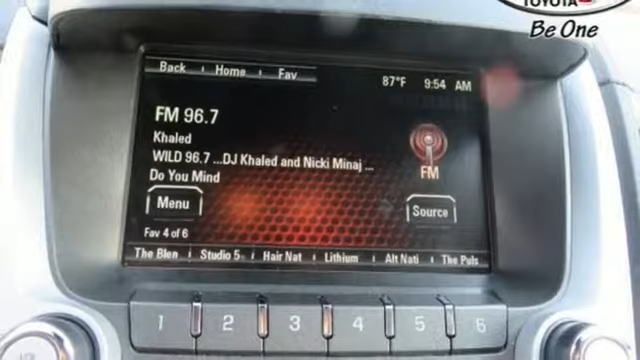 TOYOTA
Be One
Back Home Fav
87°F 9:54 AM
FM 96.7
Khaled
WILD 96.7 ...DJ Khaled and Nicki Minaj ...
Do You Mind
FM
Menu
Source
Fav 4 of 6
The Blen Studio 5 Hair Nat Lithium Alt Nati The Puls
1 2 3 4 5 6